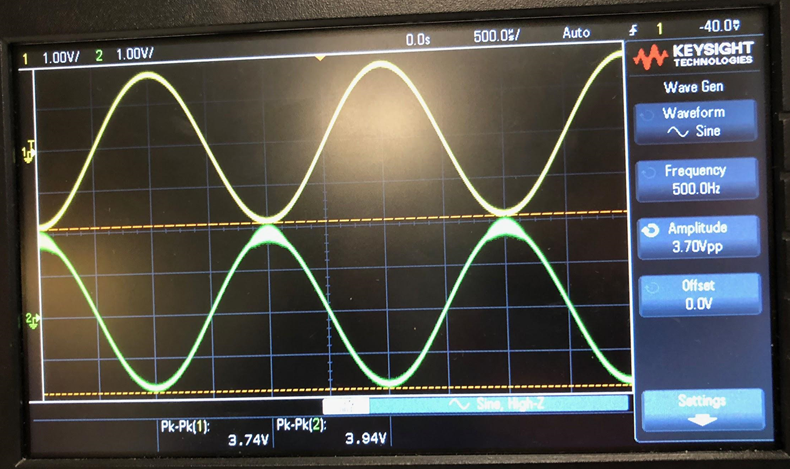 1 1.00V/ 2 1.00V/ 0.0s 500.0㎲/ Auto 1 -40.0⩢
KEYSIGHT
TECHNOLOGIES
Wave Gen
Waveform
Sine
Frequency
500.0Hz
Amplitude
3.70Vpp
Offset
0.0V
Settings
1
T
2
Sine, High-Z
Pk-Pk(1): Pk-Pk(2):
3.74V 3.94V